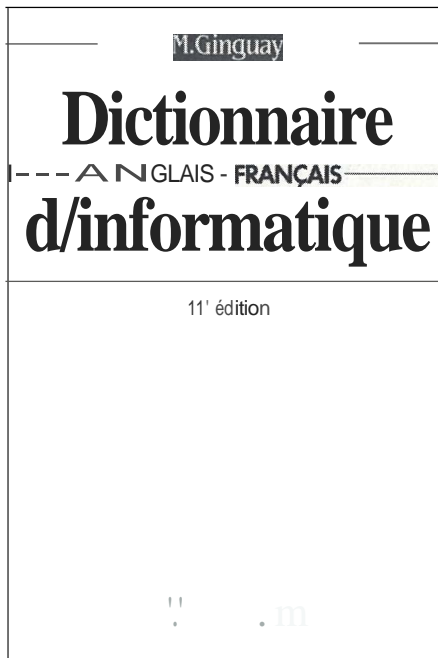 M.Ginguay
Dictionnaire
ANGLAIS - FRANÇAIS
d/informatique
11' édition